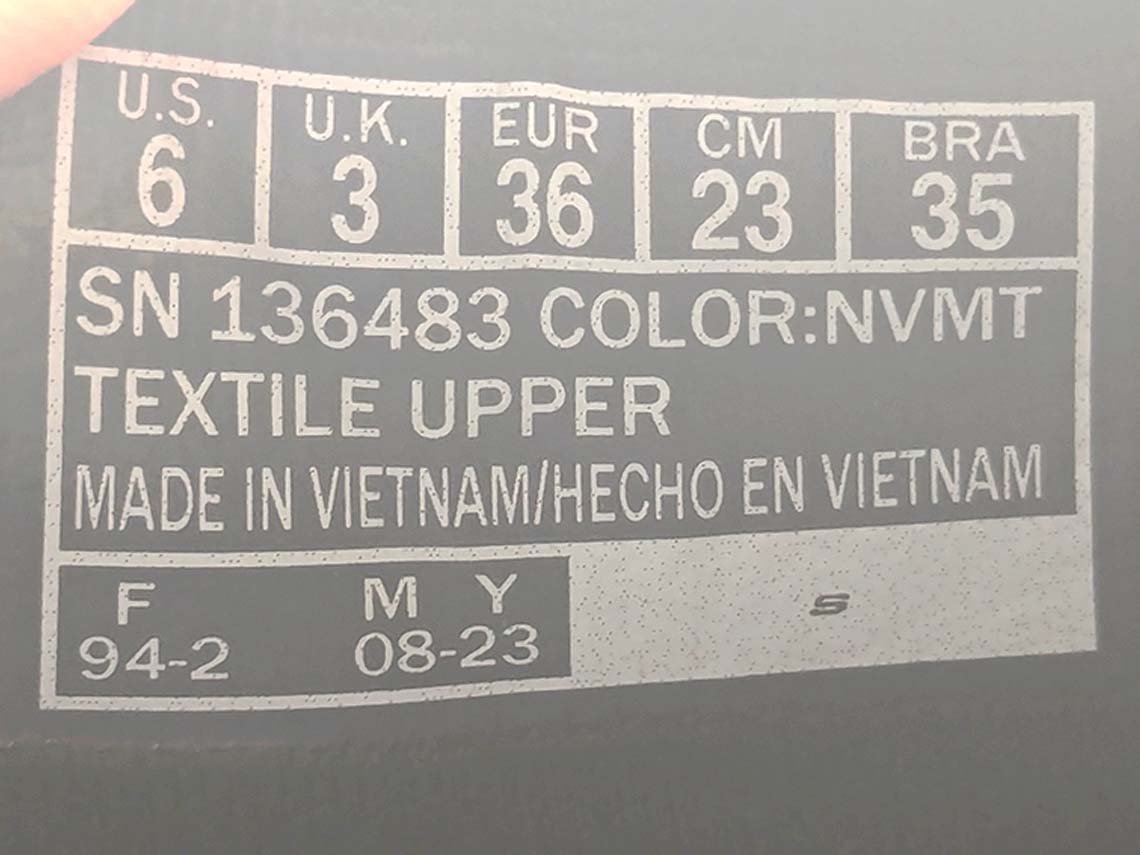 U.S. U.K. EUR CM BRA
6 3 36 23 35
SN 136483 COLOR:NVMT
TEXTILE UPPER
MADE IN VIETNAM/HECHO EN VIETNAM
F M Y
94-2 08-23
S